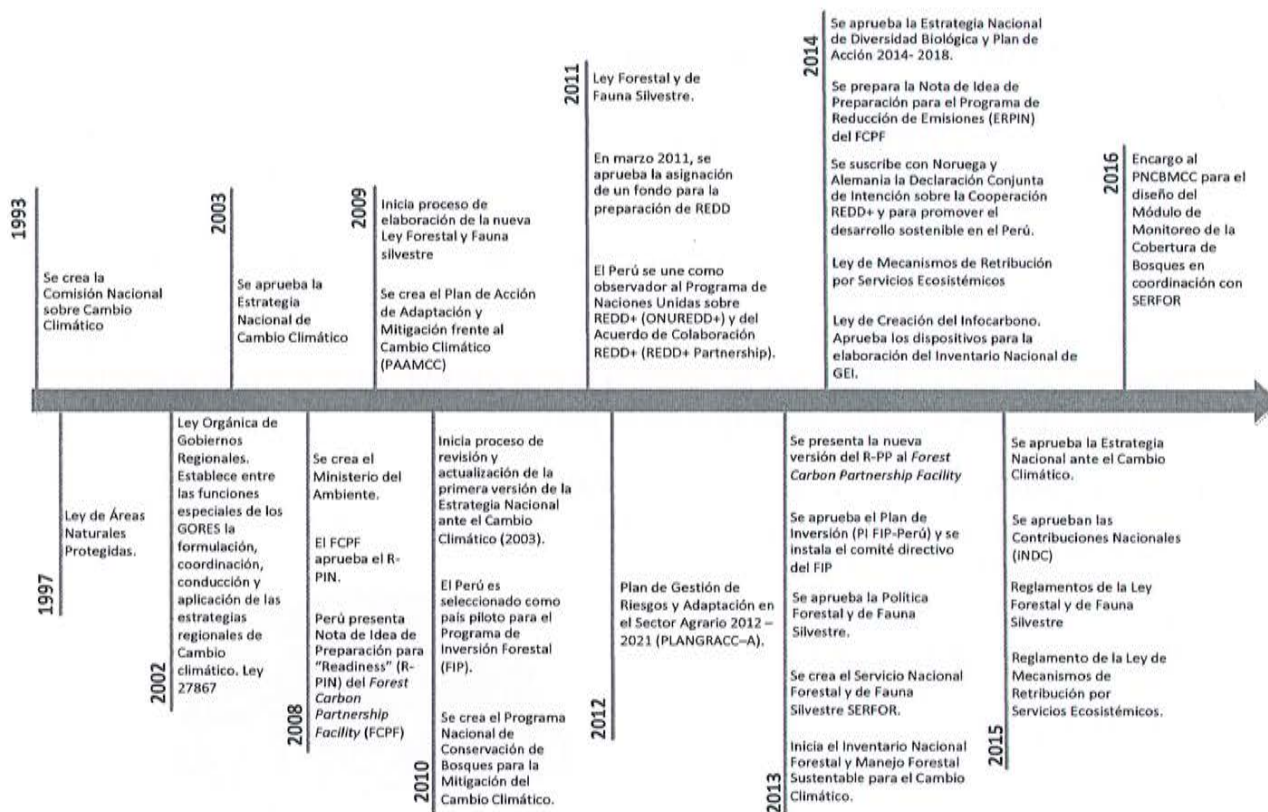 1993
Se crea la
Comisión Nacional
sobre Cambio
Climático
2003
Se aprueba la
Estrategia
Nacional de
Cambio Climático
2009
Inicia proceso de
elaboración de la nueva
Ley Forestal y Fauna
silvestre
Se crea el Plan de Acción
de Adaptación y
Mitigación frente al
Cambio Climático
(PAAMCC)
2011
Ley Forestal y de
Fauna Silvestre.
En marzo 2011, se
aprueba la asignación
de un fondo para la
preparación de REDD
El Perú se une como
observador al Programa de
Naciones Unidas sobre
REDD+ (ONUREDD+) y del
Acuerdo de Colaboración
REDD+ (REDD+ Partnership).
2014
Se aprueba la Estrategia Nacional
de Diversidad Biológica y Plan de
Acción 2014- 2018.
Se prepara la Nota de Idea de
Preparación para el Programa de
Reducción de Emisiones (ERPIN)
del FCPF
Se suscribe con Noruega y
Alemania la Declaración Conjunta
de Intención sobre la Cooperación
REDD+ y para promover el
desarrollo sostenible en el Perú.
Ley de Mecanismos de Retribución
por Servicios Ecosistémicos
Ley de Creación del Infocarbono.
Aprueba los dispositivos para la
elaboración del Inventario Nacional de
GEI.
2016
Encargo al
PNCBMCC para el
diseño del
Módulo de
Monitoreo de la
Cobertura de
Bosques en
coordinación con
SERFOR
1997
Ley de Áreas
Naturales
Protegidas.
2002
Ley Orgánica de
Gobiernos
Regionales.
Establece entre
las funciones
especiales de los
GORES la
formulación,
coordinación,
conducción y
aplicación de las
estrategias
regionales de
Cambio
climático. Ley
27867
2008
Se crea el
Ministerio del
Ambiente.
El FCPF
aprueba el R-
PIN.
Perú presenta
Nota de Idea de
Preparación para
"Readiness" (R-
PIN) del Forest
Carbon
Partnership
Facility (FCPF)
2010
Inicia proceso de
revisión y
actualización de la
primera versión de la
Estrategia Nacional
ante el Cambio
Climático (2003).
El Perú es
seleccionado como
país piloto para el
Programa de
Inversión Forestal
(FIP).
Se crea el Programa
Nacional de
Conservación de
Bosques para la
Mitigación del
Cambio Climático.
2012
Plan de Gestión de
Riesgos y Adaptación en
el Sector Agrario 2012 –
2021 (PLANGRACC–A).
2013
Se presenta la nueva
versión del R-PP al Forest
Carbon Partnership Facility
Se aprueba el Plan de
Inversión (PI FIP-Perú) y se
instala el comité directivo
del FIP
Se aprueba la Política
Forestal y de Fauna
Silvestre.
Se crea el Servicio Nacional
Forestal y de Fauna
Silvestre SERFOR.
Inicia el Inventario Nacional
Forestal y Manejo Forestal
Sustentable para el Cambio
Climático.
2015
Se aprueba la Estrategia
Nacional ante el Cambio
Climático.
Se aprueban las
Contribuciones Nacionales
(iNDC)
Reglamentos de la Ley
Forestal y de Fauna
Silvestre
Reglamento de la Ley de
Mecanismos de
Retribución por
Servicios Ecosistémicos.